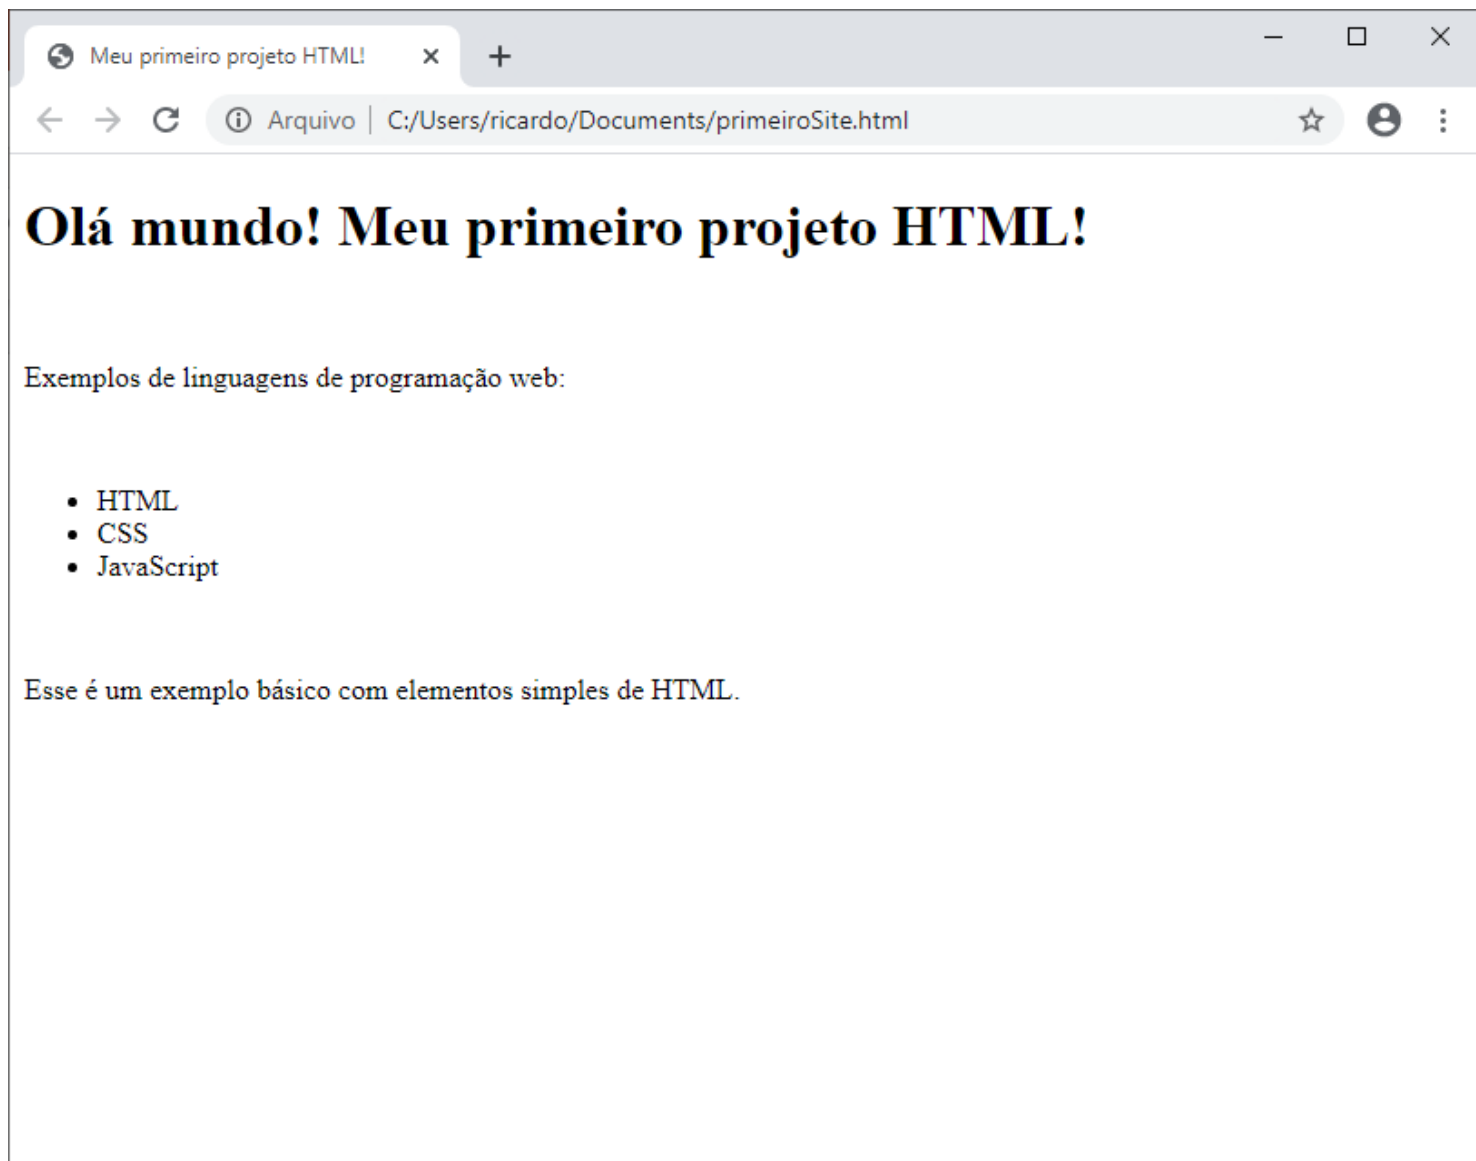 Meu primeiro projeto HTML!
Arquivo | C:/Users/ricardo/Documents/primeiroSite.html
Olá mundo! Meu primeiro projeto HTML!
Exemplos de linguagens de programação web:
• HTML
• CSS
• JavaScript
Esse é um exemplo básico com elementos simples de HTML.